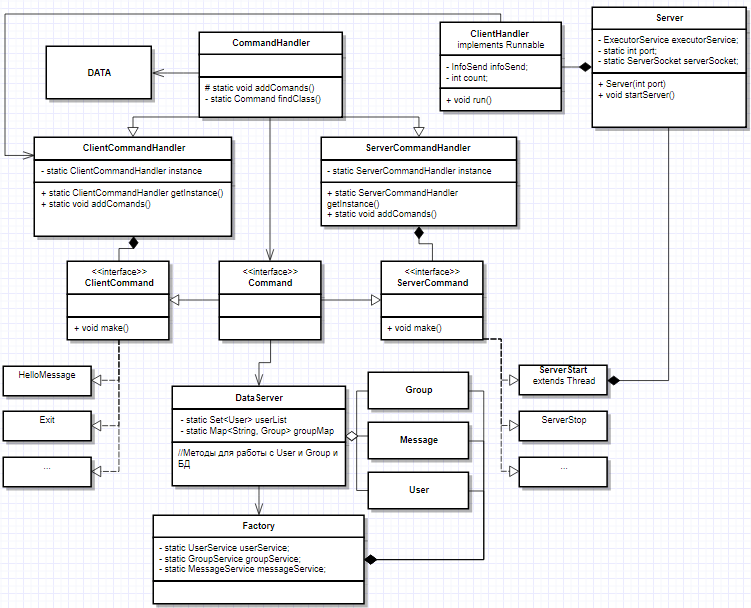 Server
- ExecutorService executorService;
- static int port;
- static ServerSocket serverSocket;
+ Server(int port)
+ void startServer()
ClientHandler
implements Runnable
- InfoSend infoSend;
- int count;
+ void run()
CommandHandler
# static void addComands()
- static Command findClass()
DATA
ClientCommandHandler
- static ClientCommandHandler instance
+ static ClientCommandHandler getInstance()
+ static void addComands()
ServerCommandHandler
- static ServerCommandHandler instance
+ static ServerCommandHandler
getInstance()
+ static void addComands()
<<interface>>
ClientCommand
+ void make()
<<interface>>
Command
<<interface>>
ServerCommand
+ void make()
HelloMessage
Exit
...
DataServer
- static Set<User> userList
- static Map<String, Group> groupMap
//Методы для работы с User и Group и
БД
Group
Message
User
ServerStart
extends Thread
ServerStop
...
Factory
- static UserService userService;
- static GroupService groupService;
- static MessageService messageService;